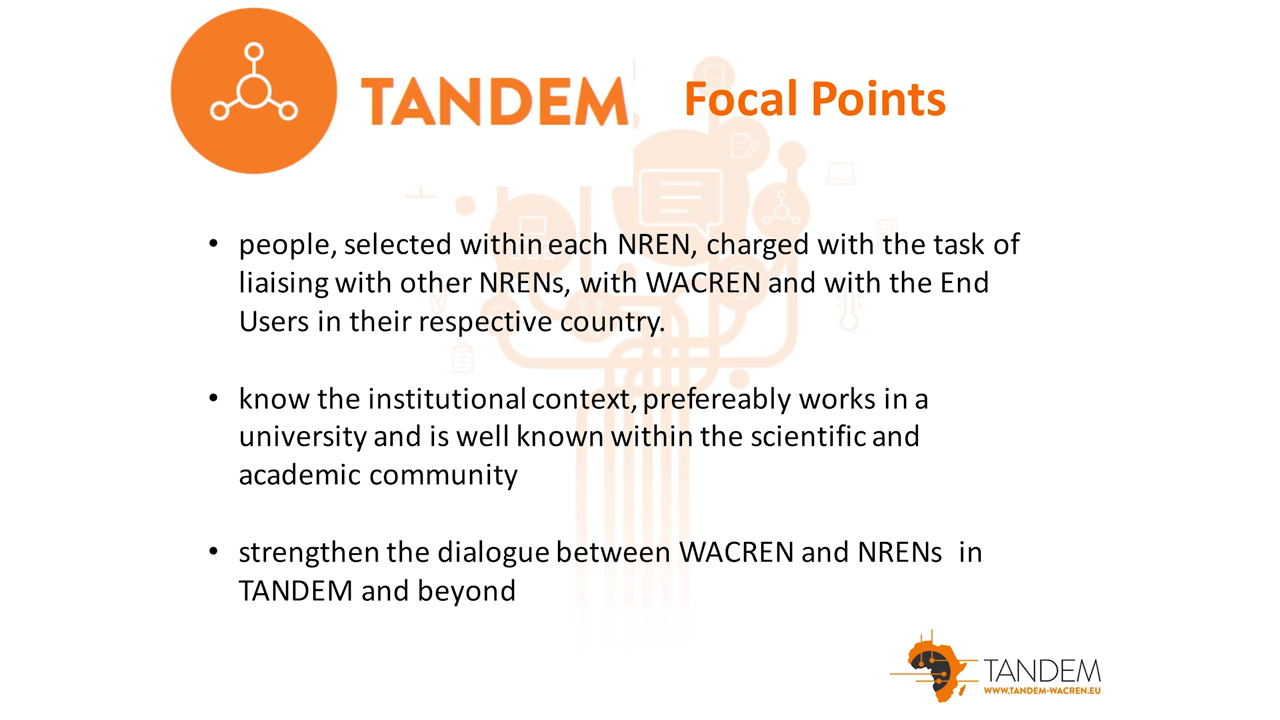 TANDEM Focal Points
• people, selected within each NREN, charged with the task of
liaising with other NRENs, with WACREN and with the End
Users in their respective country.
• know the institutional context, prefereably works in a
university and is well known within the scientific and
academic community
• strengthen the dialogue between WACREN and NRENs in
TANDEM and beyond
TANDEM
WWW.TANDEM-WACREN.EU